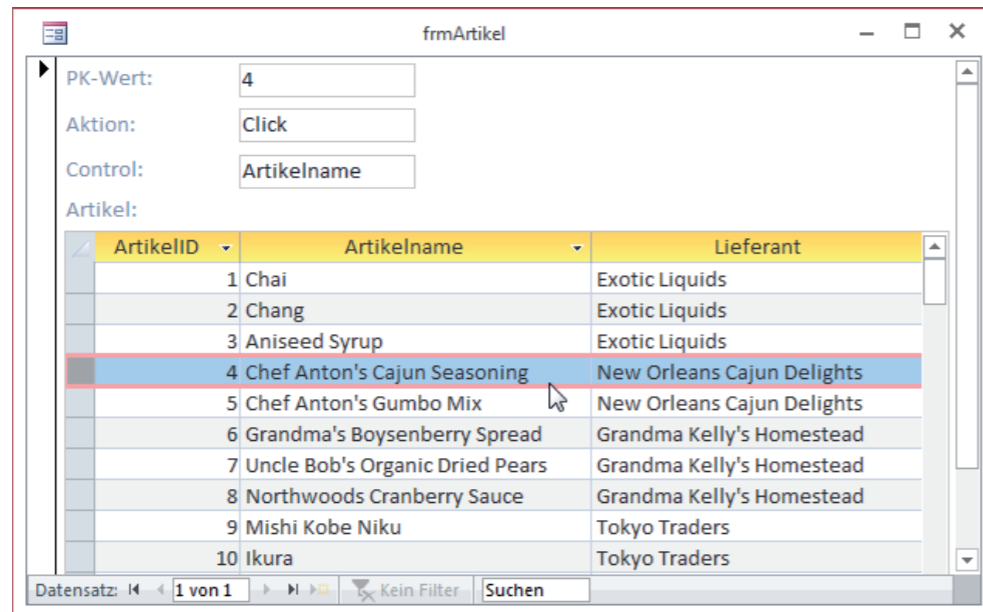 frmArtikel
PK-Wert: 4
Aktion: Click
Control: Artikelname
Artikel:
ArtikelID Artikelname Lieferant
1 Chai Exotic Liquids
2 Chang Exotic Liquids
3 Aniseed Syrup Exotic Liquids
4 Chef Anton's Cajun Seasoning New Orleans Cajun Delights
5 Chef Anton's Gumbo Mix New Orleans Cajun Delights
6 Grandma's Boysenberry Spread Grandma Kelly's Homestead
7 Uncle Bob's Organic Dried Pears Grandma Kelly's Homestead
8 Northwoods Cranberry Sauce Grandma Kelly's Homestead
9 Mishi Kobe Niku Tokyo Traders
10 Ikura Tokyo Traders
Datensatz: 1 von 1 Kein Filter Suchen